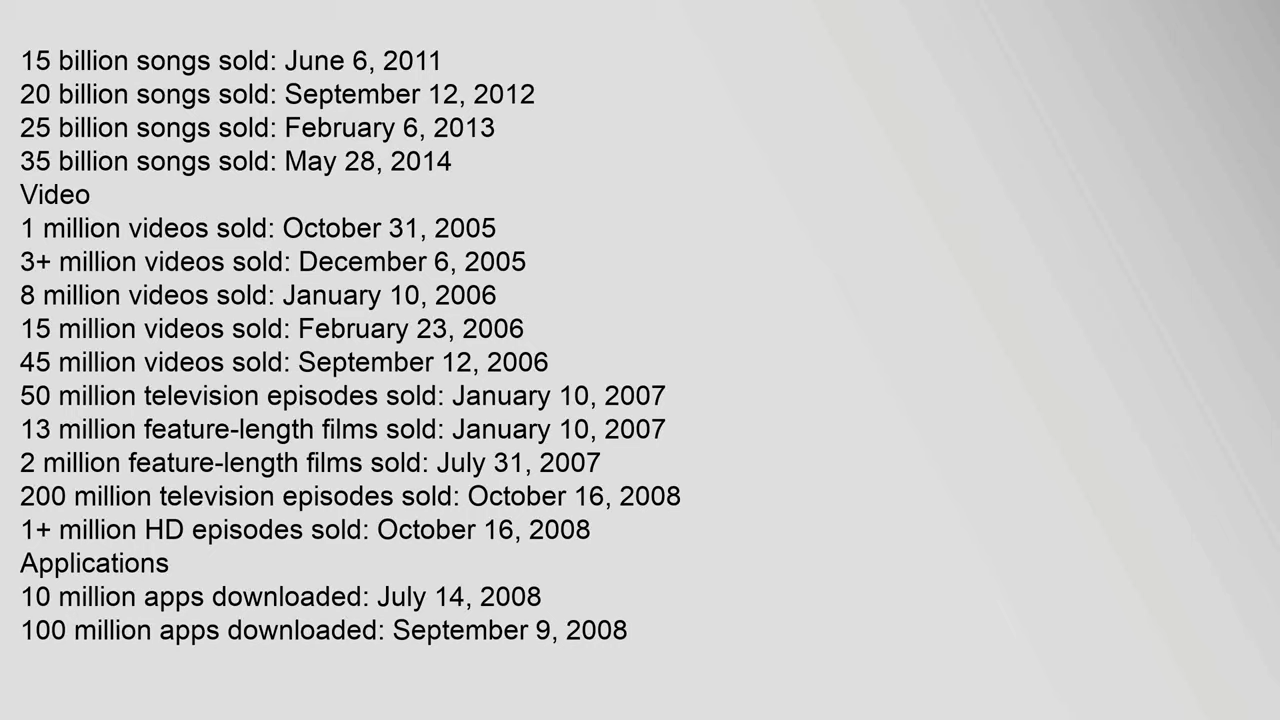 15 billion songs sold: June 6, 2011
20 billion songs sold: September 12, 2012
25 billion songs sold: February 6, 2013
35 billion songs sold: May 28, 2014
Video
1 million videos sold: October 31, 2005
3+ million videos sold: December 6, 2005
8 million videos sold: January 10, 2006
15 million videos sold: February 23, 2006
45 million videos sold: September 12, 2006
50 million television episodes sold: January 10, 2007
13 million feature-length films sold: January 10, 2007
2 million feature-length films sold: July 31, 2007
200 million television episodes sold: October 16, 2008
1+ million HD episodes sold: October 16, 2008
Applications
10 million apps downloaded: July 14, 2008
100 million apps downloaded: September 9, 2008